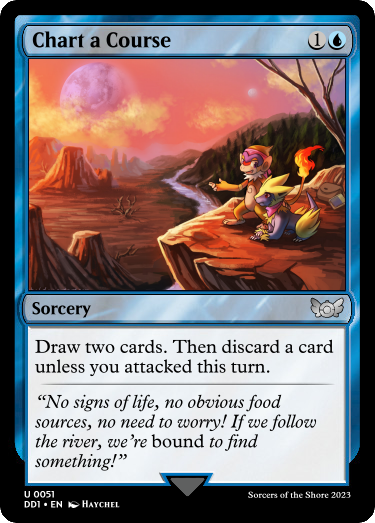 Chart a Course 1
Sorcery
Draw two cards. Then discard a card
unless you attacked this turn.
“No signs of life, no obvious food
sources, no need to worry! If we follow
the river, we’re bound to find
something!”
U 0051
DD1 • EN HAYCHEL
Sorcers of the Shore 2023